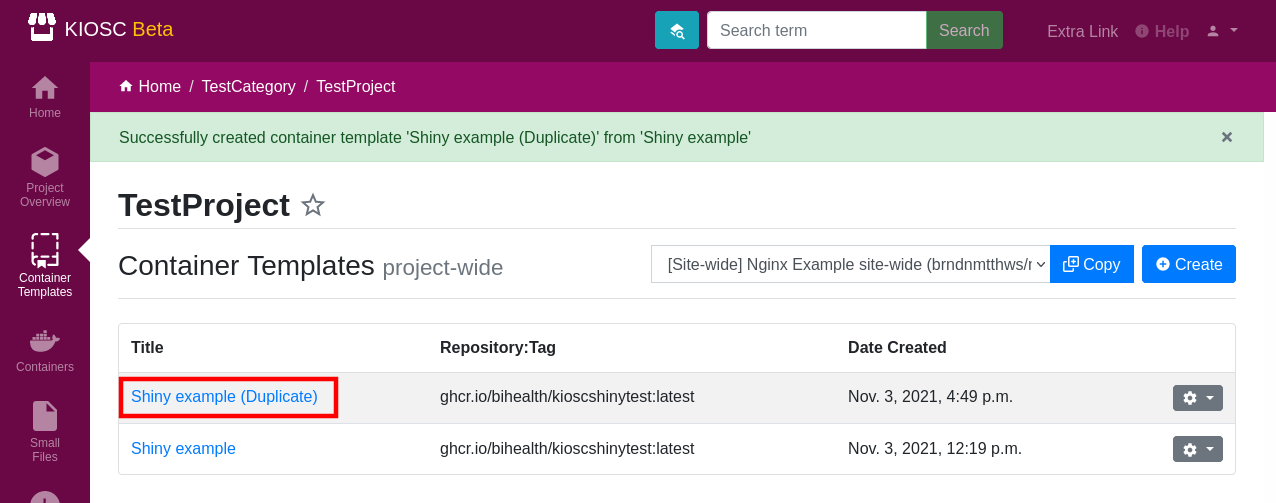 KIOSC Beta
Search term
Search
Extra Link
Help
Home
Project
Overview
Container
Templates
Containers
Small
Files
Home / TestCategory / TestProject
Successfully created container template 'Shiny example (Duplicate)' from 'Shiny example'
×
TestProject
Container Templates project-wide
[Site-wide] Nginx Example site-wide (brndnmtthws/r
Copy
Create
Title Repository:Tag Date Created
Shiny example (Duplicate) ghcr.io/bihealth/kioscshinytest:latest Nov. 3, 2021, 4:49 p.m.
Shiny example ghcr.io/bihealth/kioscshinytest:latest Nov. 3, 2021, 12:19 p.m.